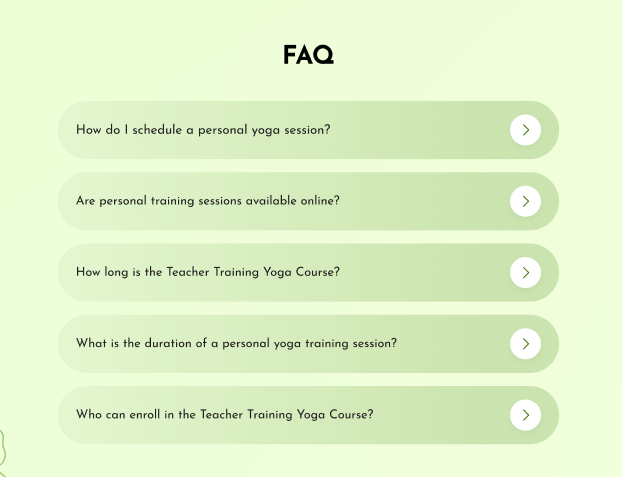 FAQ
How do I schedule a personal yoga session?
Are personal training sessions available online?
How long is the Teacher Training Yoga Course?
What is the duration of a personal yoga training session?
Who can enroll in the Teacher Training Yoga Course?